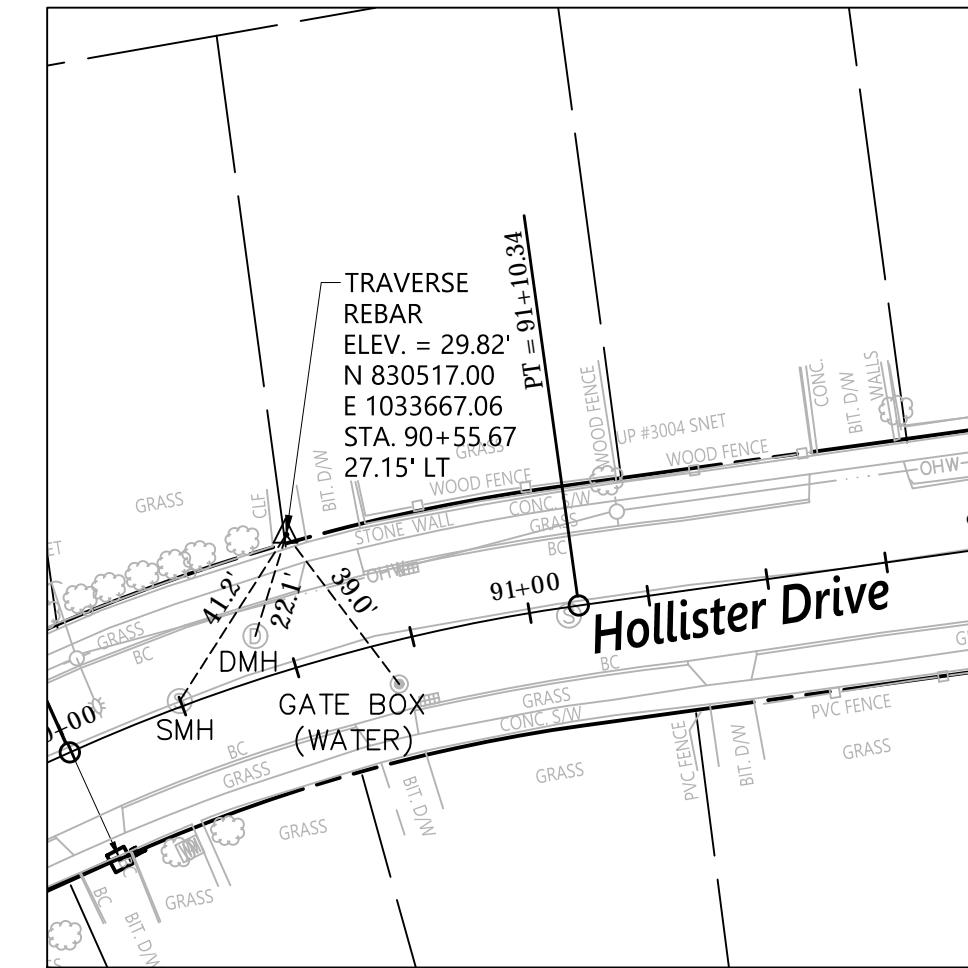 TRAVERSE
REBAR
ELEV. = 29.82'
N 830517.00
E 1033667.06
STA. 90+55.67
27.15' LT
PT = 91+10.34
WOOD FENCE
CONC.
BIT. D/W
WALLS
UP #3004 SNET
WOOD FENCE
GRASS
WOOD FENCE
OHW
GRASS
CLF
BIT. D/W
CONC. S/W
GRASS
STONE WALL
BC
ET
OHW
41.2'
22.1'
39.0'
91+00
Hollister Drive
GRASS
BC
D
S
DMH
S
SMH
GATE BOX
(WATER)
BC
GRASS
CONC. S/W
PVC FENCE
+00
BC
GRASS
PVC FENCE
BIT. D/W
GRASS
GRASS
BIT. D/W
GRASS
BC
BIT. D/W
GRASS